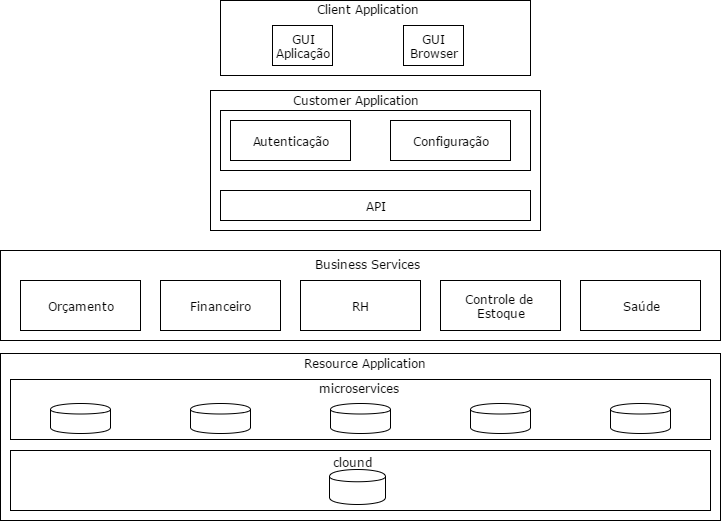 Client Application
GUI
Aplicação
GUI
Browser
Customer Application
Autenticação
Configuração
API
Business Services
Orçamento
Financeiro
RH
Controle de
Estoque
Saúde
Resource Application
microservices
clound